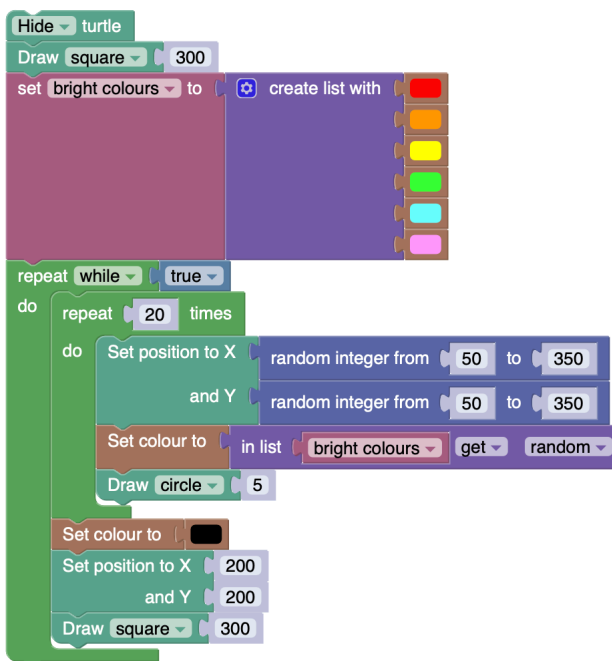 Hide turtle
Draw square 300
set bright colours to create list with
repeat while true
do repeat 20 times
do Set position to X random integer from 50 to 350
and Y random integer from 50 to 350
Set colour to in list bright colours get random
Draw circle 5
Set colour to
Set position to X 200
and Y 200
Draw square 300